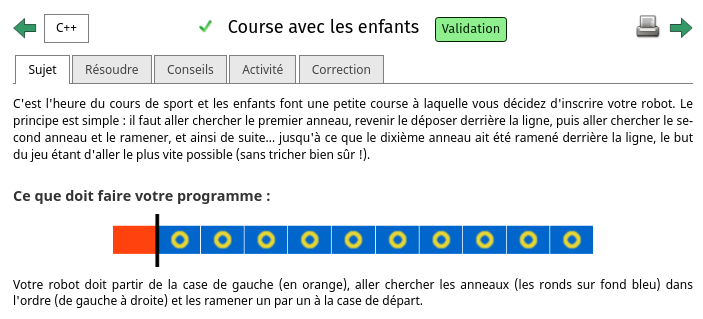 C++
Course avec les enfants
Validation
Sujet
Résoudre
Conseils
Activité
Correction
C'est l'heure du cours de sport et les enfants font une petite course à laquelle vous décidez d'inscrire votre robot. Le
principe est simple : il faut aller chercher le premier anneau, revenir le déposer derrière la ligne, puis aller chercher le se-
cond anneau et le ramener, et ainsi de suite... jusqu'à ce que le dixième anneau ait été ramené derrière la ligne, le but
du jeu étant d'aller le plus vite possible (sans tricher bien sûr !).
Ce que doit faire votre programme :
Votre robot doit partir de la case de gauche (en orange), aller chercher les anneaux (les ronds sur fond bleu) dans
l'ordre (de gauche à droite) et les ramener un par un à la case de départ.